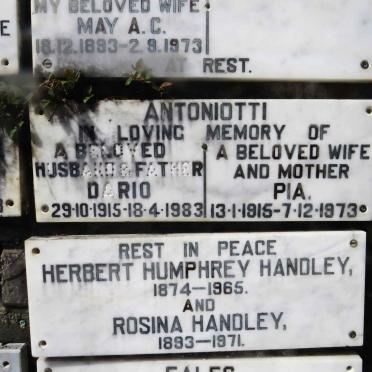 MY BELOVED WIFE
MAY A.C.
18.12.1893-2.9.1973
AT REST.
ANTONIOTTI
IN LOVING MEMORY OF
A BELOVED HUSBAND & FATHER DARIO
29·10·1915-18·4·1983
A BELOVED WIFE
AND MOTHER
PIA.
13·1·1915-7·12·1973
REST IN PEACE
HERBERT HUMPHREY HANDLEY,
1874-1965.
AND
ROSINA HANDLEY,
1893-1971.